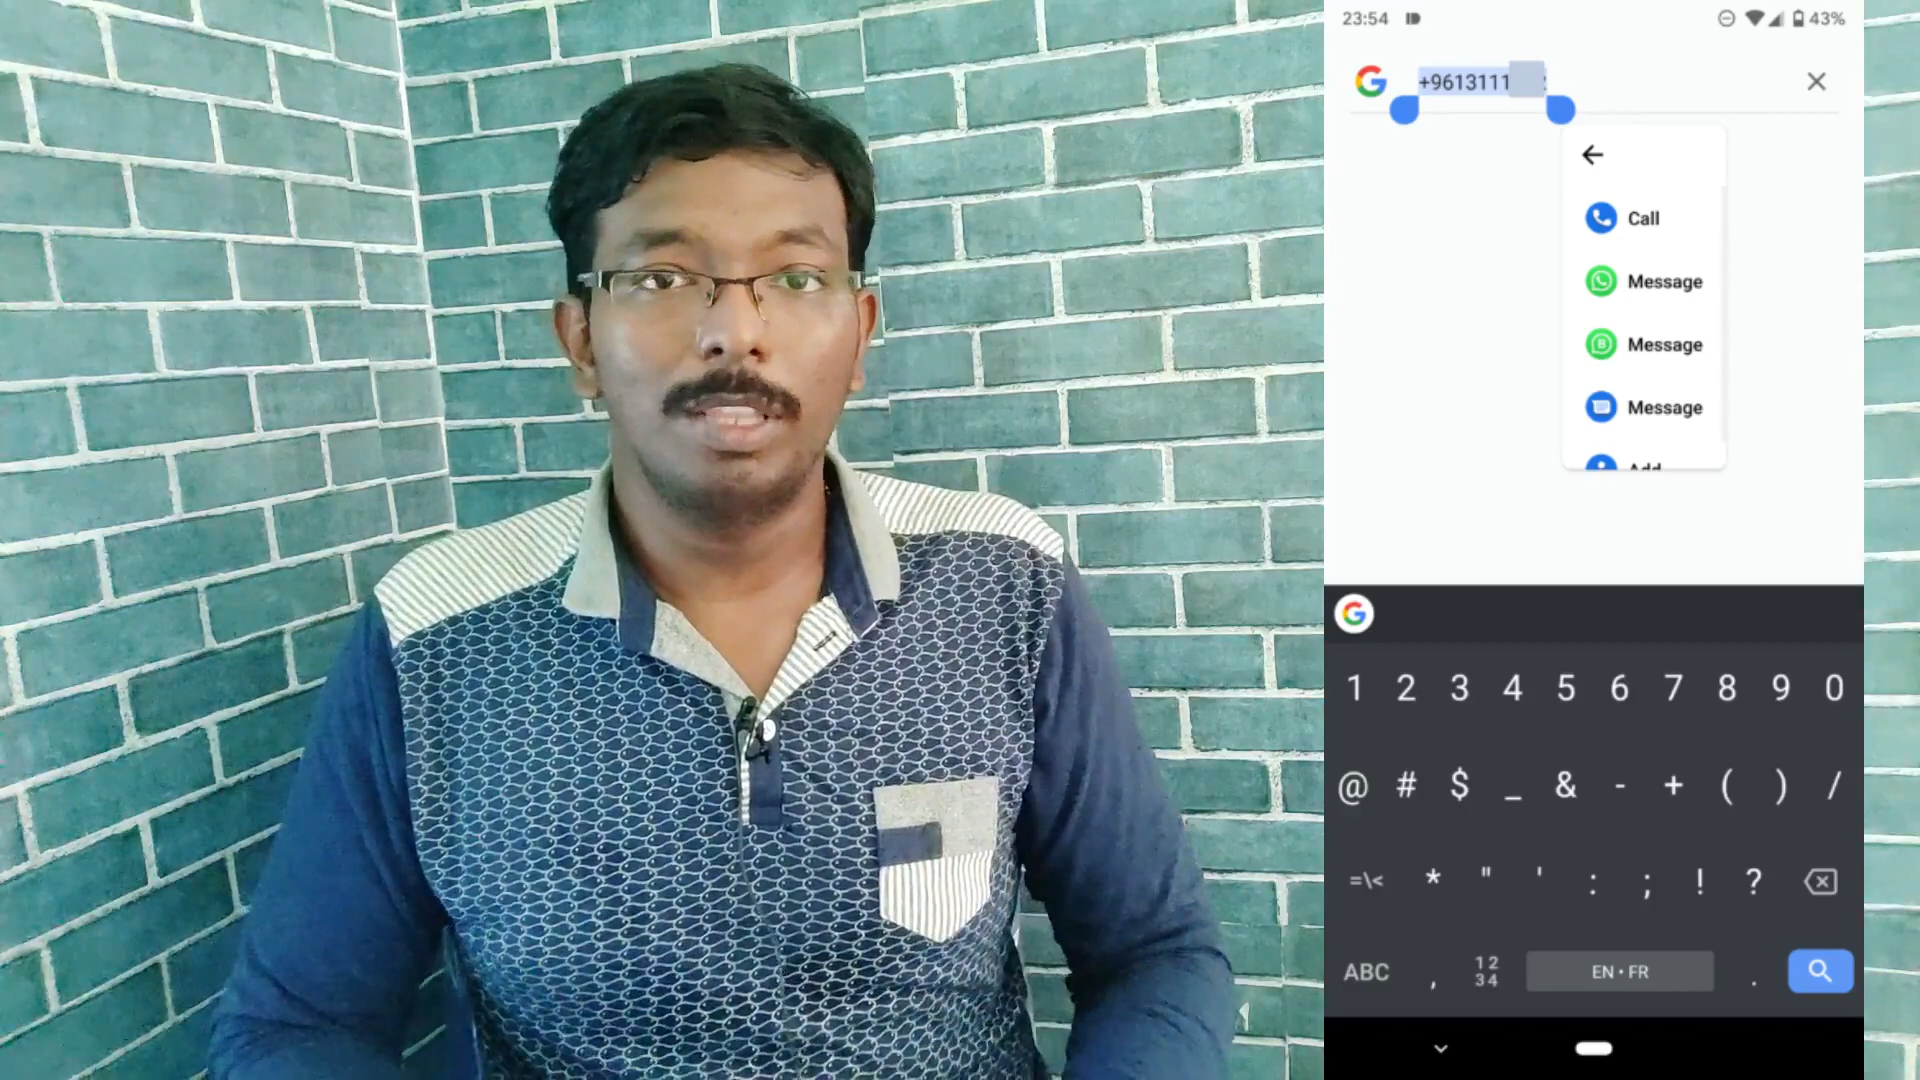 23:54
43%
+9613111
Call
Message
Message
Message
Add
1 2 3 4 5 6 7 8 9 0
@ # $ _ & - + ( ) /
=\< * " ' : ; ! ?
ABC , 12 34 EN • FR .